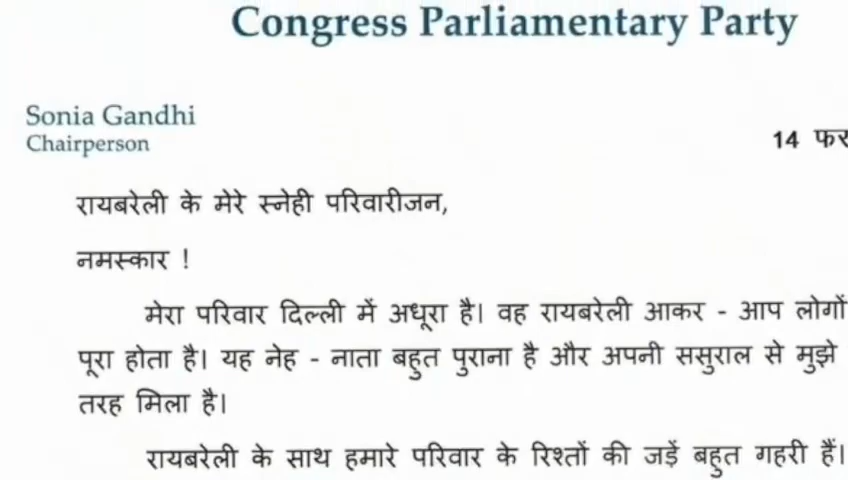 Congress Parliamentary Party
Sonia Gandhi
Chairperson
14 फर
रायबरेली के मेरे स्नेही परिवारीजन,
नमस्कार !
मेरा परिवार दिल्ली में अधूरा है। वह रायबरेली आकर - आप लोगों
पूरा होता है। यह नेह - नाता बहुत पुराना है और अपनी ससुराल से मुझे
तरह मिला है।
रायबरेली के साथ हमारे परिवार के रिश्तों की जड़ें बहुत गहरी हैं।